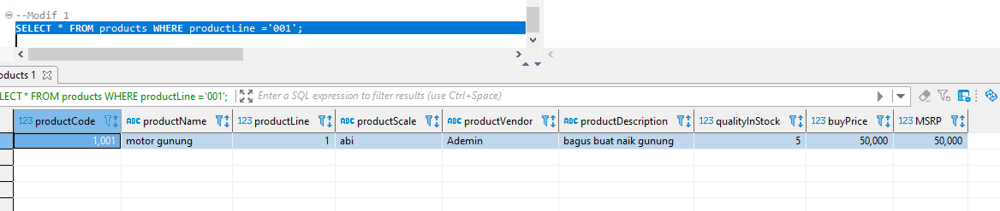 --Modif 1
SELECT * FROM products WHERE productLine ='001';
oducts 1
LECT * FROM products WHERE productLine ='001'; Enter a SQL expression to filter results (use Ctrl+Space)
123 productCode ABC productName 123 productLine ABC productScale ABC productVendor ABC productDescription 123 qualityInStock 123 buyPrice 123 MSRP
1,001 motor gunung 1 abi Ademin bagus buat naik gunung 5 50,000 50,000